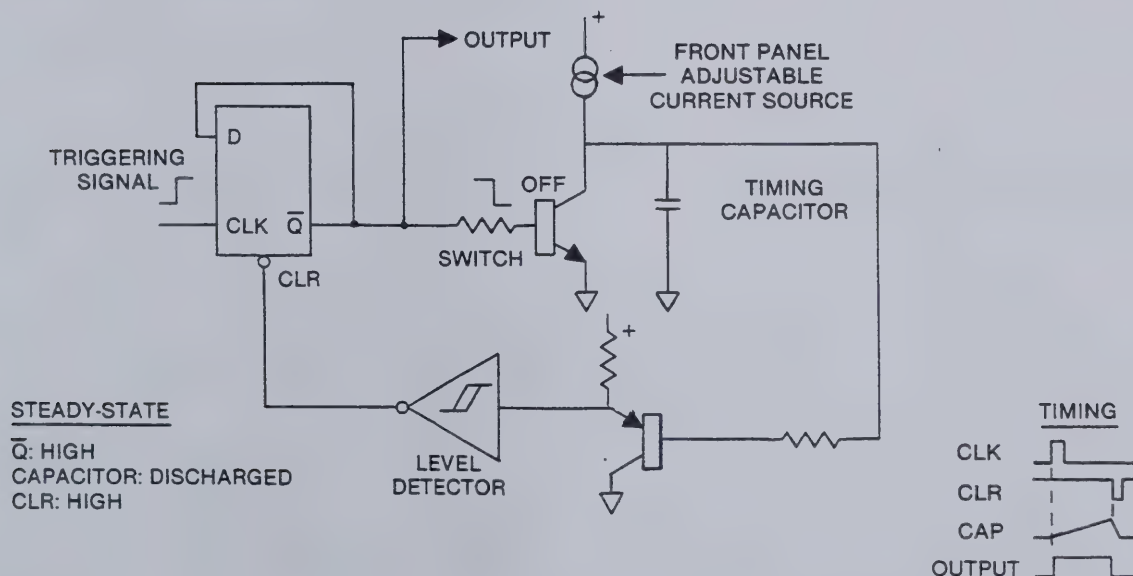 +
OUTPUT
FRONT PANEL
ADJUSTABLE
CURRENT SOURCE
D
TRIGGERING
SIGNAL
OFF
TIMING
CAPACITOR
CLK
Q̅
SWITCH
CLR
+
STEADY-STATE
Q̅: HIGH
CAPACITOR: DISCHARGED
CLR: HIGH
LEVEL
DETECTOR
TIMING
CLK
CLR
CAP
OUTPUT